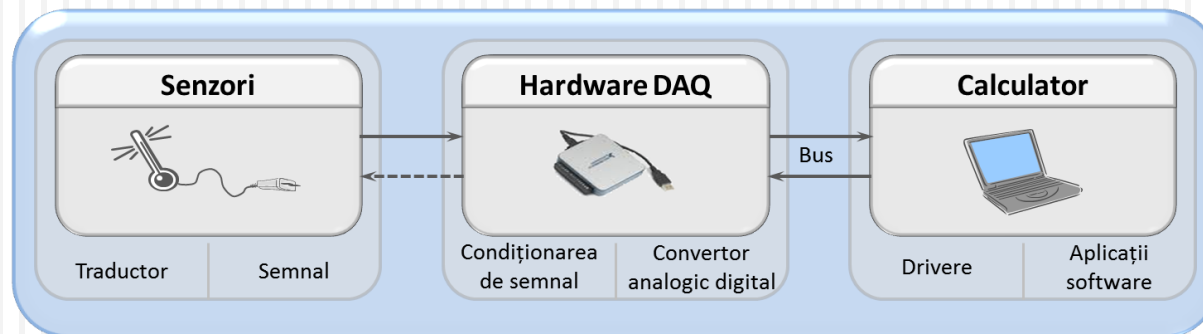 Senzori
Traductor
Semnal
Hardware DAQ
Condiționarea
de semnal
Convertor
analogic digital
Bus
Calculator
Drivere
Aplicații
software